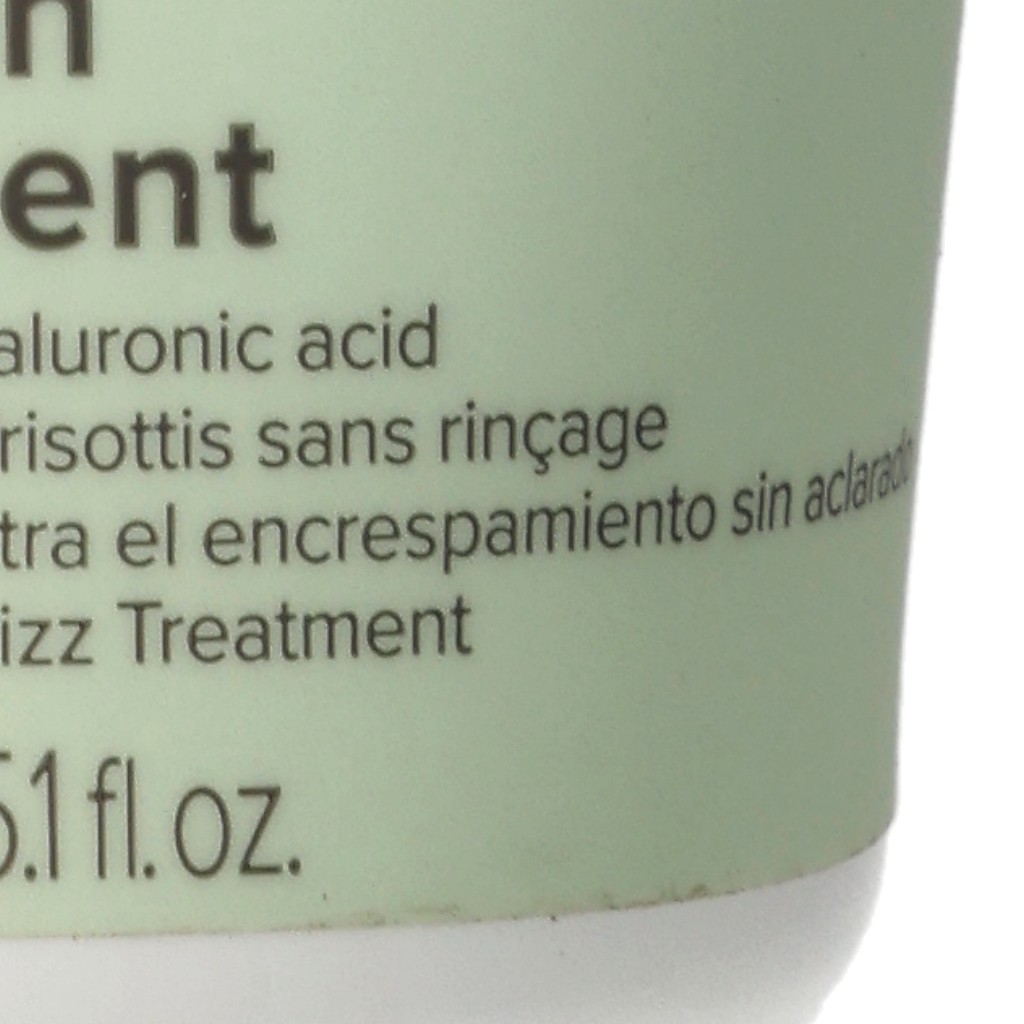 n
ent
aluronic acid
risottis sans rinçage
tra el encrespamiento sin aclarado
izz Treatment
5.1 fl. oz.